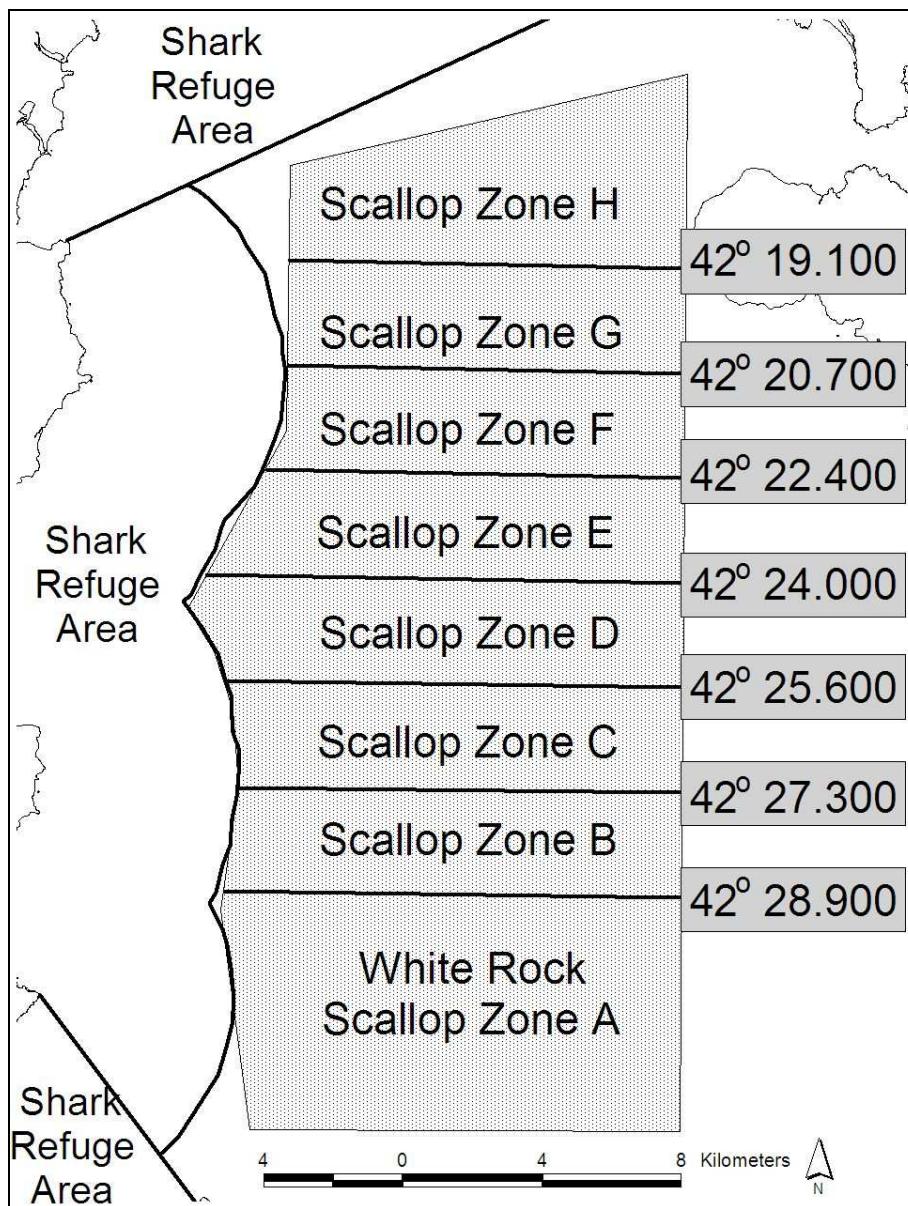 Shark
Refuge
Area
Scallop Zone H
42° 19.100
Scallop Zone G
42° 20.700
Scallop Zone F
42° 22.400
Scallop Zone E
42° 24.000
Shark
Refuge
Area
Scallop Zone D
42° 25.600
Scallop Zone C
42° 27.300
Scallop Zone B
42° 28.900
White Rock
Scallop Zone A
Shark
Refuge
Area
4 0 4 8 Kilometers
N